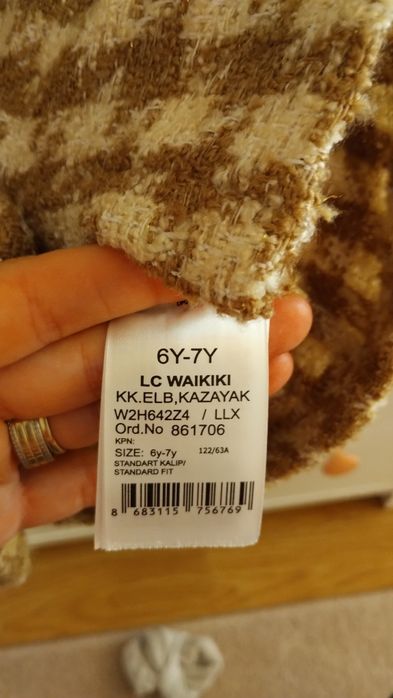 6Y-7Y
LC WAIKIKI
KK.ELB,KAZAYAK
W2H642Z4 / LLX
Ord.No 861706
KPN:
SIZE: 6y-7y 122/63A
STANDART KALIP/
STANDARD FIT
8 683115 756769